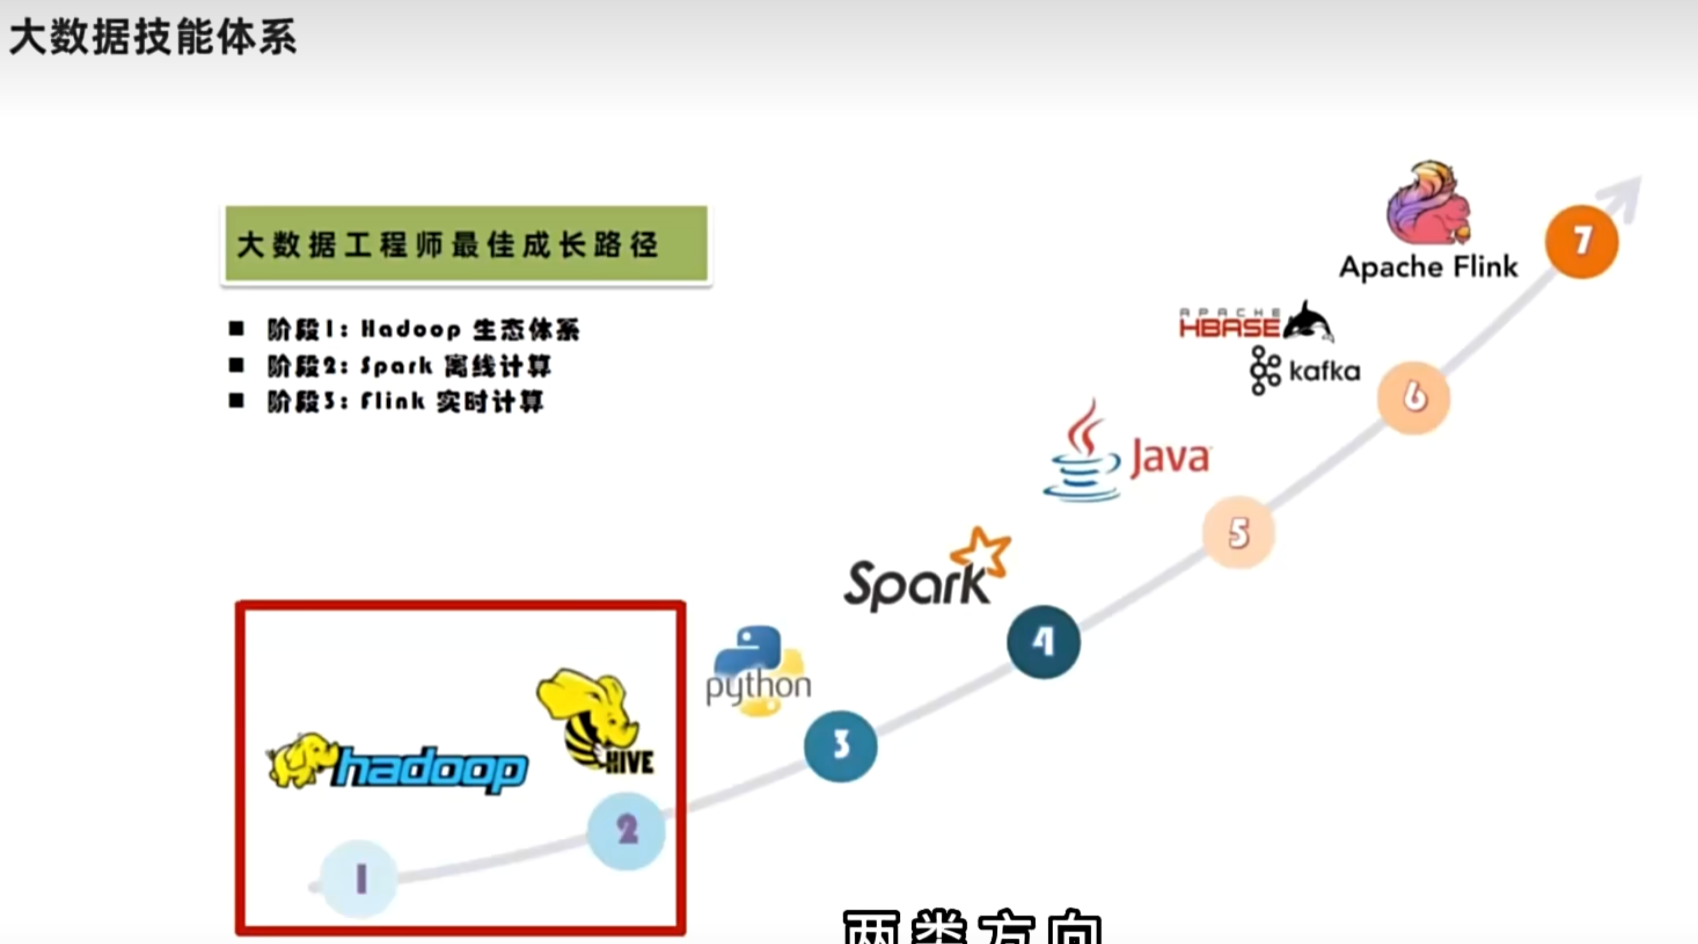 大数据技能体系
大数据工程师最佳成长路径
■ 阶段1: Hadoop 生态体系
■ 阶段2: Spark 离线计算
■ 阶段3: Flink 实时计算
Apache Flink
7
APACHE
HBASE
kafka
6
Java
5
Spark
4
python
3
HIVE
hadoop
2
1
两类方向